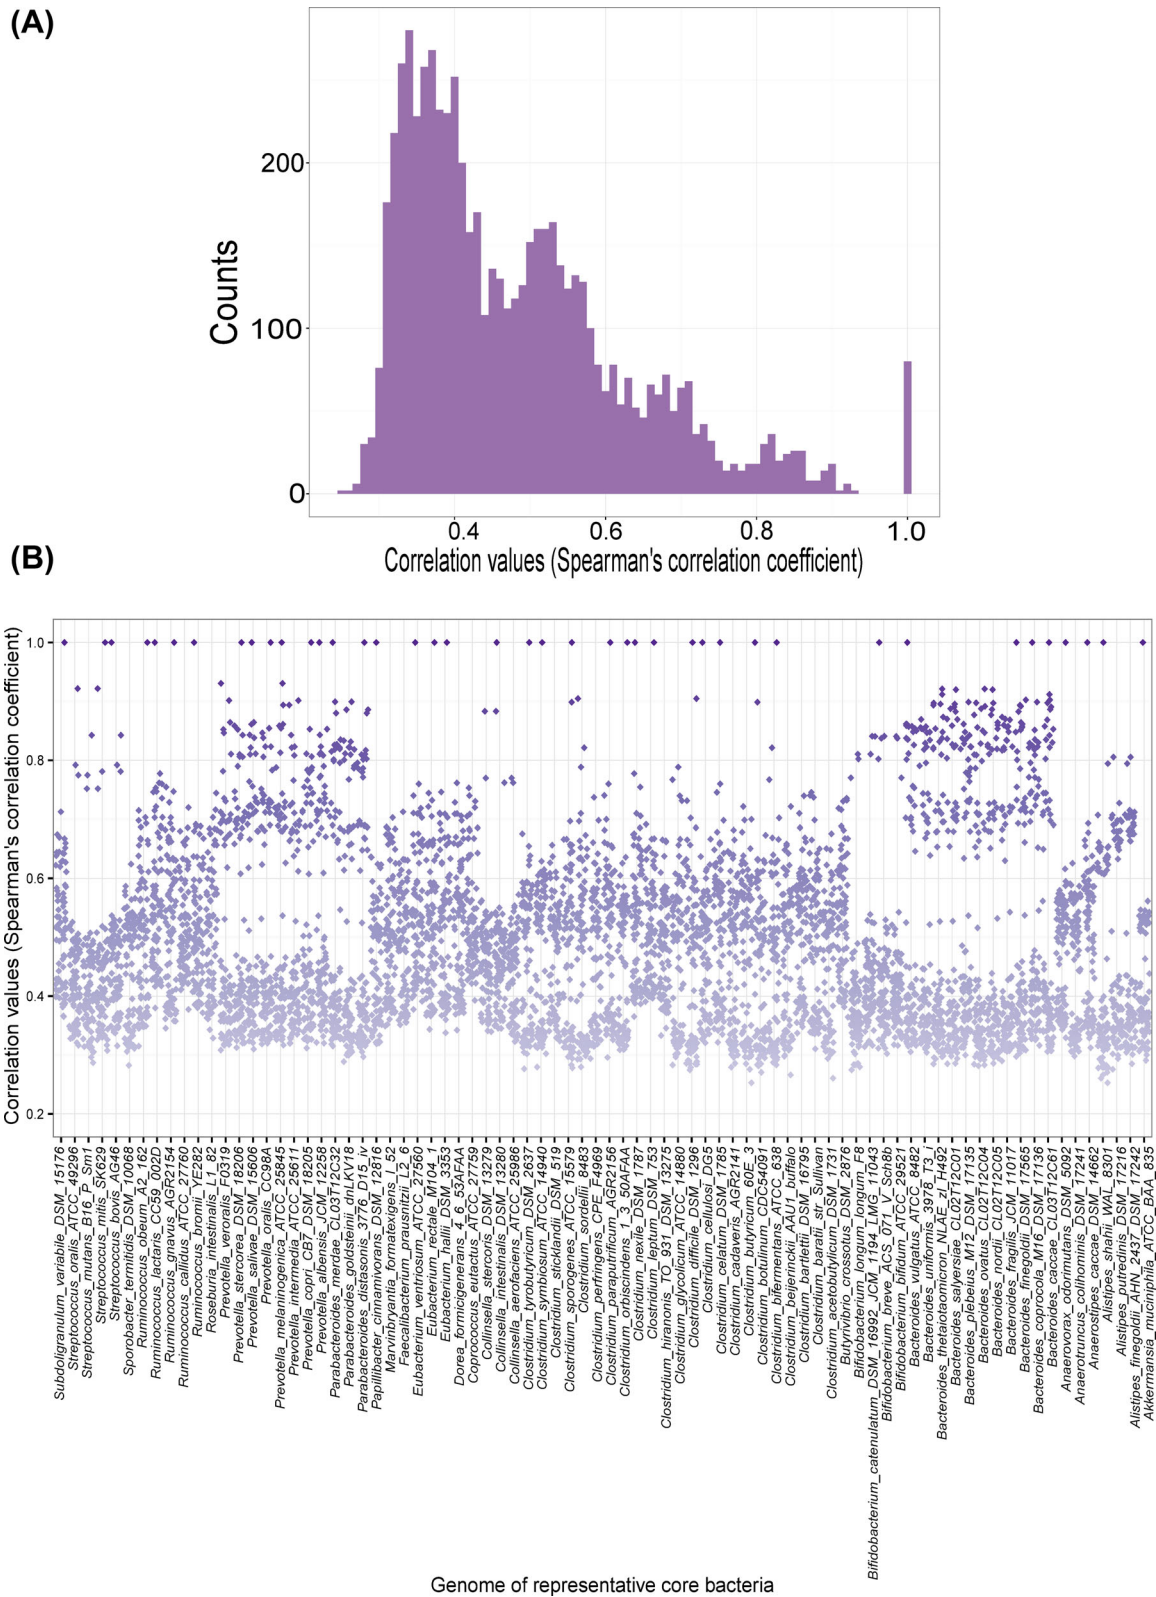 (A)
200
100
0
Counts
0.4 0.6 0.8 1.0
Correlation values (Spearman's correlation coefficient)
(B)
1.0
0.8
0.6
0.4
0.2
Correlation values (Spearman's correlation coefficient)
Subdoligranulum_variabile_DSM_15176
Streptococcus_oralis_ATCC_49296
Streptococcus_mutans_B16_P_Sm1
Streptococcus_mitis_SK629
Streptococcus_bovis_AG46
Sporobacter_termitidis_DSM_10068
Ruminococcus_obeum_A2_162
Ruminococcus_lactaris_CC59_002D
Ruminococcus_gnavus_AGR2154
Ruminococcus_callidus_ATCC_27760
Ruminococcus_bromii_YE282
Roseburia_intestinalis_L1_82
Prevotella_veroralis_F0319
Prevotella_stercorea_DSM_18206
Prevotella_salivae_DSM_15606
Prevotella_oralis_CC98A
Prevotella_melaninogenica_ATCC_25845
Prevotella_intermedia_ATCC_25611
Prevotella_copri_CB7_DSM_18205
Prevotella_albensis_JCM_12258
Parabacteroides_merdae_CL03T12C32
Parabacteroides_goldsteinii_dnLKV18
Parabacteroides_distasonis_3776_D15_iv
Papillibacter_cinnamivorans_DSM_12816
Marvinbryantia_formatexigens_I_52
Faecalibacterium_prausnitzii_L2_6
Eubacterium_ventriosum_ATCC_27560
Eubacterium_rectale_M104_1
Eubacterium_hallii_DSM_3353
Dorea_formicigenerans_4_6_53AFAA
Coprococcus_eutactus_ATCC_27759
Collinsella_stercoris_DSM_13279
Collinsella_intestinalis_DSM_13280
Collinsella_aerofaciens_ATCC_25986
Clostridium_tyrobutyricum_DSM_2637
Clostridium_symbiosum_ATCC_14940
Clostridium_sticklandii_DSM_519
Clostridium_sporogenes_ATCC_15579
Clostridium_sordellii_8483
Clostridium_perfringens_CPE_F4969
Clostridium_paraputrificum_AGR2156
Clostridium_orbiscindens_1_3_50AFAA
Clostridium_nexile_DSM_1787
Clostridium_leptum_DSM_753
Clostridium_hiranonis_TO_931_DSM_13275
Clostridium_glycolicum_ATCC_14880
Clostridium_difficile_DSM_1296
Clostridium_cellulosi_DG5
Clostridium_celatum_DSM_1785
Clostridium_cadaveris_AGR2141
Clostridium_butyricum_60E_3
Clostridium_botulinum_CDC54091
Clostridium_bifermentans_ATCC_638
Clostridium_beijerinckii_AAU1_buffalo
Clostridium_bartlettii_DSM_16795
Clostridium_baratii_str_Sullivan
Clostridium_acetobutylicum_DSM_1731
Butyrivibrio_crossotus_DSM_2876
Bifidobacterium_longum_longum_F8
Bifidobacterium_catenulatum_DSM_16992_JCM_1194_LMG_11043
Bifidobacterium_breve_ACS_071_V_Sch8b
Bifidobacterium_bifidum_ATCC_29521
Bacteroides_vulgatus_ATCC_8482
Bacteroides_uniformis_3978_T3_i
Bacteroides_thetaiotaomicron_NLAE_zl_H492
Bacteroides_salyersiae_CL02T12C01
Bacteroides_plebeius_M12_DSM_17135
Bacteroides_ovatus_CL02T12C04
Bacteroides_nordii_CL02T12C05
Bacteroides_fragilis_JCM_11017
Bacteroides_finegoldii_DSM_17565
Bacteroides_coprocola_M16_DSM_17136
Bacteroides_caccae_CL03T12C61
Anaerovorax_odorimutans_DSM_5092
Anaerotruncus_colihominis_DSM_17241
Anaerostipes_caccae_DSM_14662
Alistipes_shahii_WAL_8301
Alistipes_putredinis_DSM_17216
Alistipes_finegoldii_AHN_2437_DSM_17242
Akkermansia_muciniphila_ATCC_BAA_835
Genome of representative core bacteria